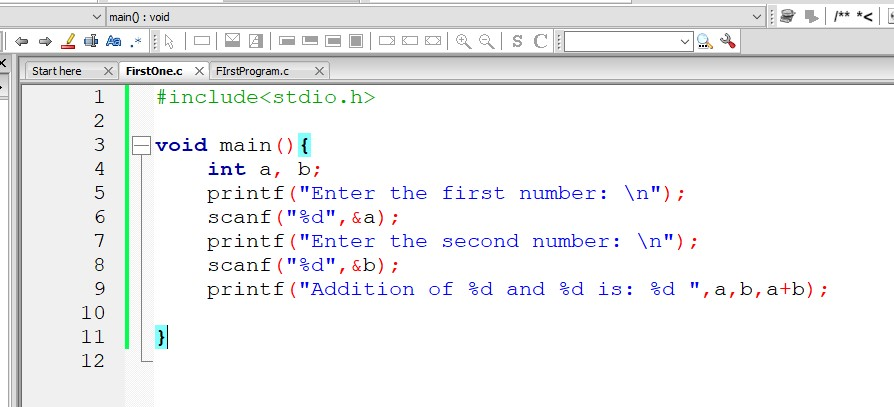 main() : void
/** *<
Aa .* S C
Start here FirstOne.c FIrstProgram.c
1 #include<stdio.h>
2
3 void main(){
4 int a, b;
5 printf("Enter the first number: \n");
6 scanf("%d",&a);
7 printf("Enter the second number: \n");
8 scanf("%d",&b);
9 printf("Addition of %d and %d is: %d ",a,b,a+b);
10
11 }
12